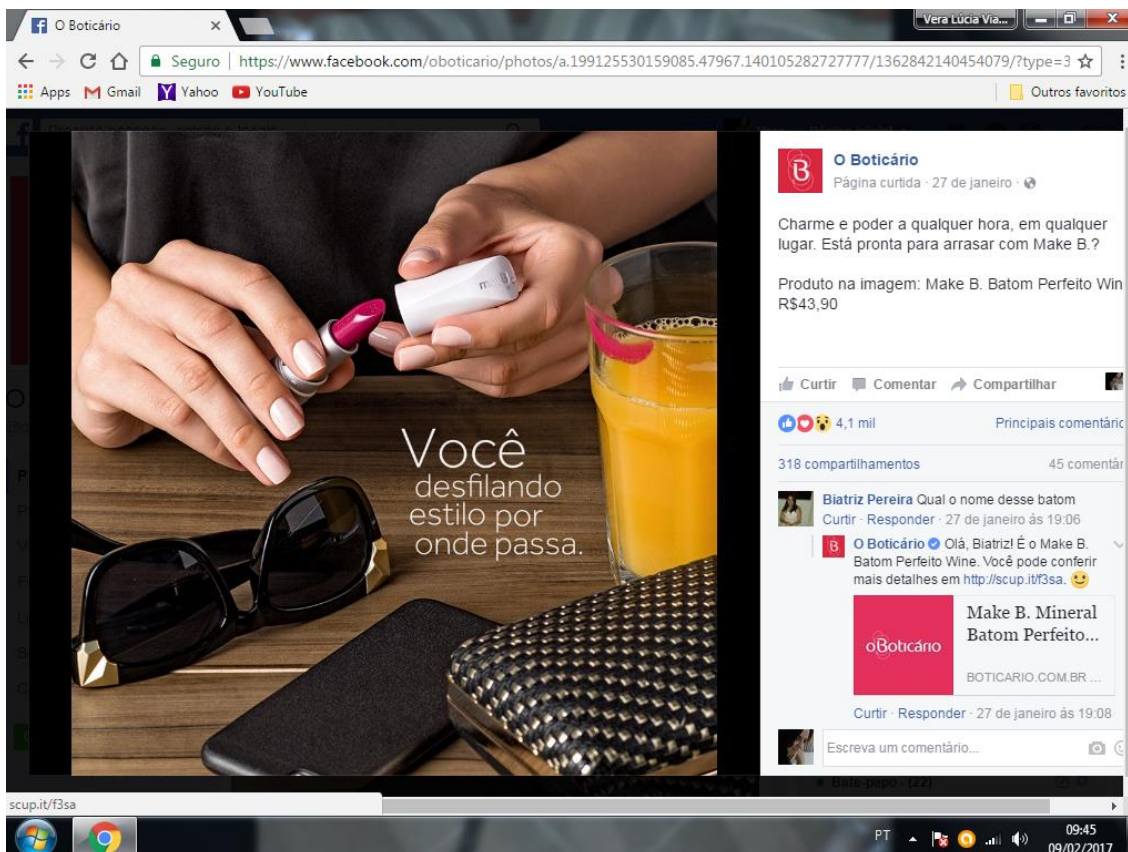 O Boticário
Vera Lúcia Via...
Seguro
https://www.facebook.com/oboticario/photos/a.199125530159085.47967.140105282727777/1362842140454079/?type=3
Apps
Gmail
Yahoo
YouTube
Outros favoritos
Você
desfilando
estilo por
onde passa.
O Boticário
Página curtida · 27 de janeiro ·
Charme e poder a qualquer hora, em qualquer
lugar. Está pronta para arrasar com Make B.?
Produto na imagem: Make B. Batom Perfeito Win
R$43,90
Curtir Comentar Compartilhar
4,1 mil
Principais comentáric
318 compartilhamentos
45 comentár
Biatriz Pereira Qual o nome desse batom
Curtir · Responder · 27 de janeiro às 19:06
O Boticário Olá, Biatriz! É o Make B.
Batom Perfeito Wine. Você pode conferir
mais detalhes em http://scup.it/f3sa.
oBoticário
Make B. Mineral
Batom Perfeito...
BOTICARIO.COM.BR ...
Curtir · Responder · 27 de janeiro às 19:08
Escreva um comentário...
Bate-papo - (22)
scup.it/f3sa
PT
09:45
09/02/2017